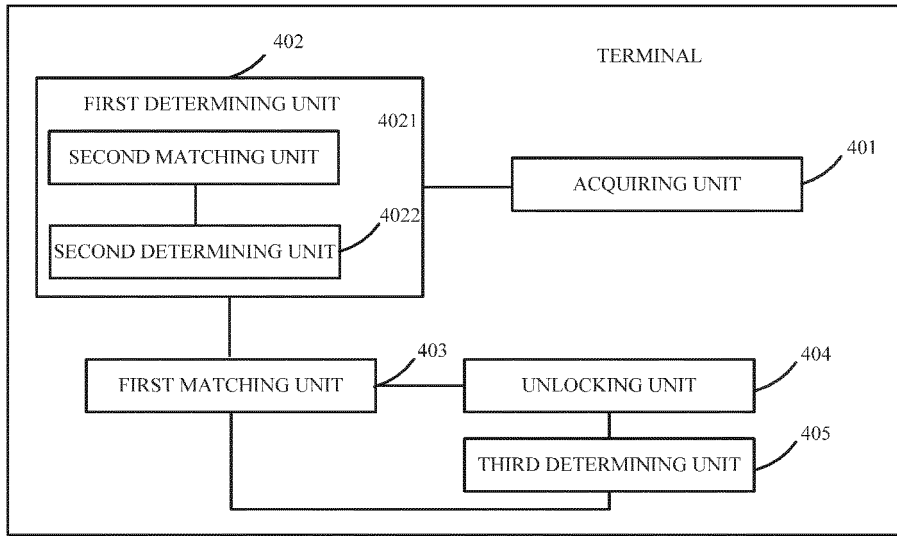 402
TERMINAL
FIRST DETERMINING UNIT
4021
SECOND MATCHING UNIT
401
ACQUIRING UNIT
4022
SECOND DETERMINING UNIT
403
404
FIRST MATCHING UNIT
UNLOCKING UNIT
405
THIRD DETERMINING UNIT